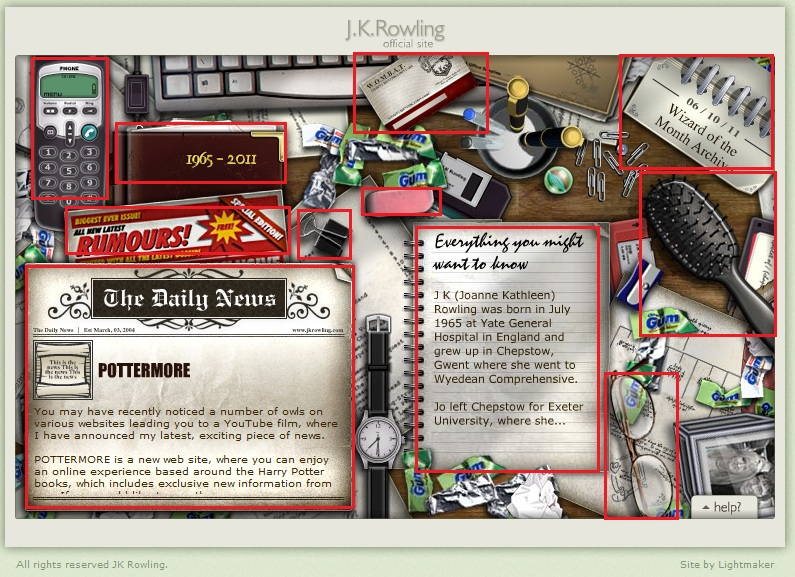 J.K.Rowling
official site
PHONE
menu
W.O.M.B.A.T.
06 / 10 / 11
Wizard of the
Month Archiv
1965 - 2011
Gum
Gum
BIGGEST EVER ISSUE!
ALL NEW LATEST
RUMOURS!
FREE!
SPECIAL EDITION!
The Daily News
The Daily News | Est March, 03, 2004
www.jkrowling.com
This is the
news This is the
news This is the
is the news
POTTERMORE
You may have recently noticed a number of owls on
various websites leading you to a YouTube film, where
I have announced my latest, exciting piece of news.
POTTERMORE is a new web site, where you can enjoy
an online experience based around the Harry Potter
books, which includes exclusive new information from
Everything you might
want to know
J K (Joanne Kathleen)
Rowling was born in July
1965 at Yate General
Hospital in England and
grew up in Chepstow,
Gwent where she went to
Wyedean Comprehensive.
Jo left Chepstow for Exeter
University, where she...
Gum
Gum
Gum
help?
All rights reserved JK Rowling.
Site by Lightmaker